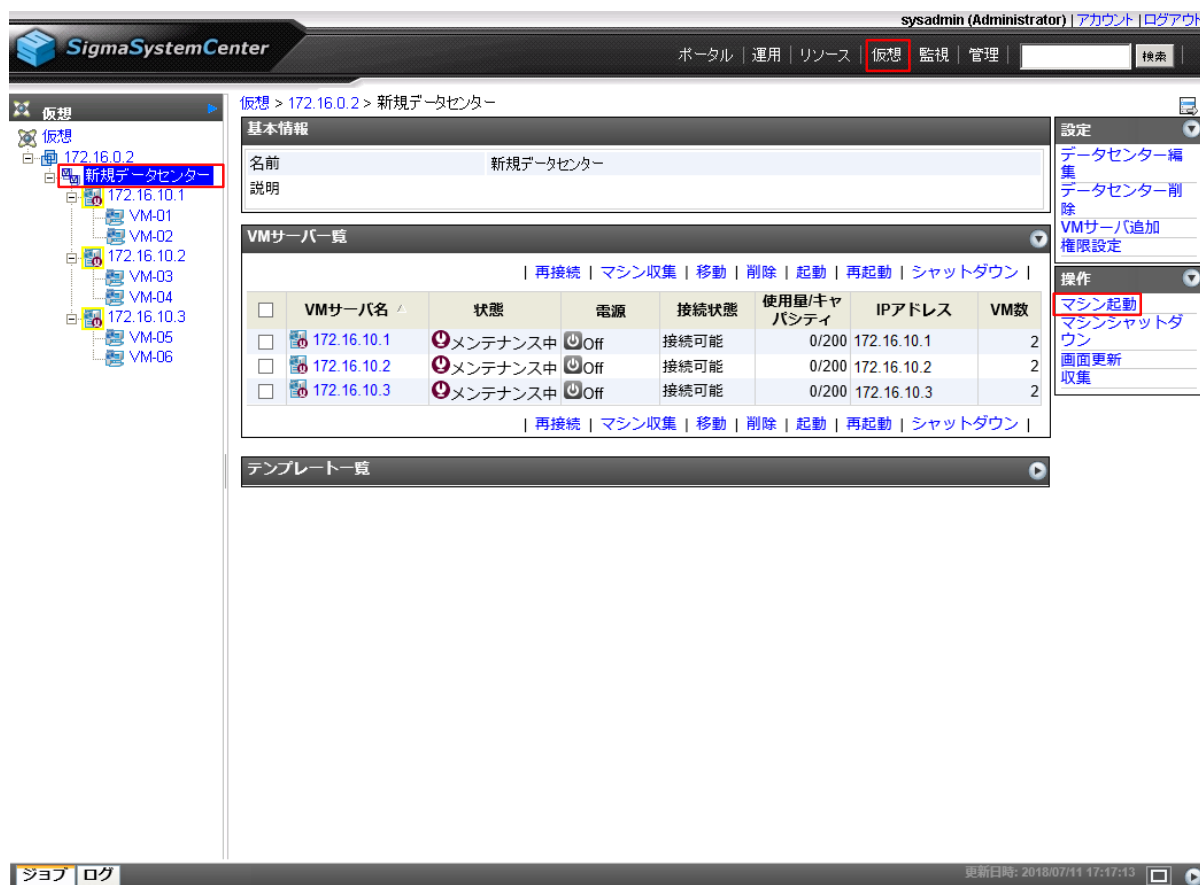 sysadmin (Administrator) | アカウント | ログアウト
SigmaSystemCenter
ポータル | 運用 | リソース | 仮想 | 監視 | 管理 | 検索 |
仮想
仮想
172.16.0.2
新規データセンター
172.16.10.1
VM-01
VM-02
172.16.10.2
VM-03
VM-04
172.16.10.3
VM-05
VM-06
仮想 > 172.16.0.2 > 新規データセンター
基本情報
名前 新規データセンター
説明
VMサーバ一覧
| 再接続 | マシン収集 | 移動 | 削除 | 起動 | 再起動 | シャットダウン |
VMサーバ名 状態 電源 接続状態 使用量/キャパシティ IPアドレス VM数
172.16.10.1 メンテナンス中 Off 接続可能 0/200 172.16.10.1 2
172.16.10.2 メンテナンス中 Off 接続可能 0/200 172.16.10.2 2
172.16.10.3 メンテナンス中 Off 接続可能 0/200 172.16.10.3 2
| 再接続 | マシン収集 | 移動 | 削除 | 起動 | 再起動 | シャットダウン |
テンプレート一覧
設定
データセンター編
集
データセンター削
除
VMサーバ追加
権限設定
操作
マシン起動
マシンシャットダ
ウン
画面更新
収集
ジョブ ログ
更新日時: 2018/07/11 17:17:13